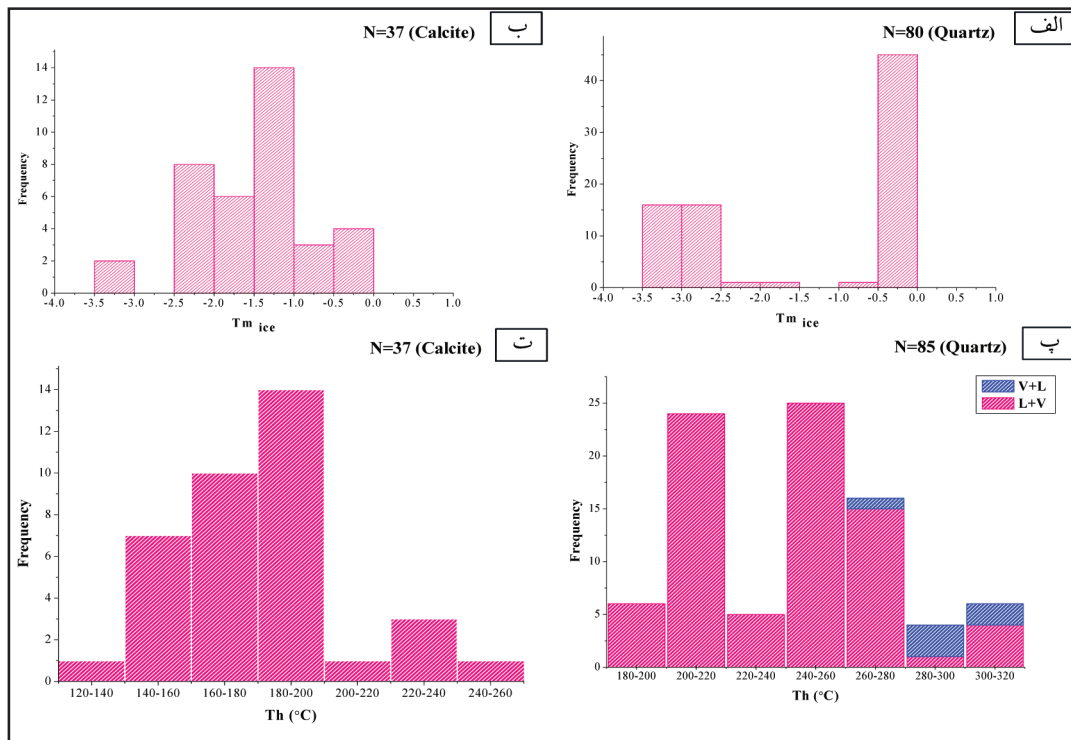 الف
N=80 (Quartz)
Frequency
40
30
20
10
0
-4.0 -3.5 -3.0 -2.5 -2.0 -1.5 -1.0 -0.5 0.0 0.5 1.0
Tm ice
ب
N=37 (Calcite)
Frequency
14
12
10
8
6
4
2
0
-4.0 -3.5 -3.0 -2.5 -2.0 -1.5 -1.0 -0.5 0.0 0.5 1.0
Tm ice
پ
N=85 (Quartz)
V+L
L+V
Frequency
25
20
15
10
5
0
180-200 200-220 220-240 240-260 260-280 280-300 300-320
Th (°C)
ت
N=37 (Calcite)
Frequency
14
12
10
8
6
4
2
0
120-140 140-160 160-180 180-200 200-220 220-240 240-260
Th (°C)